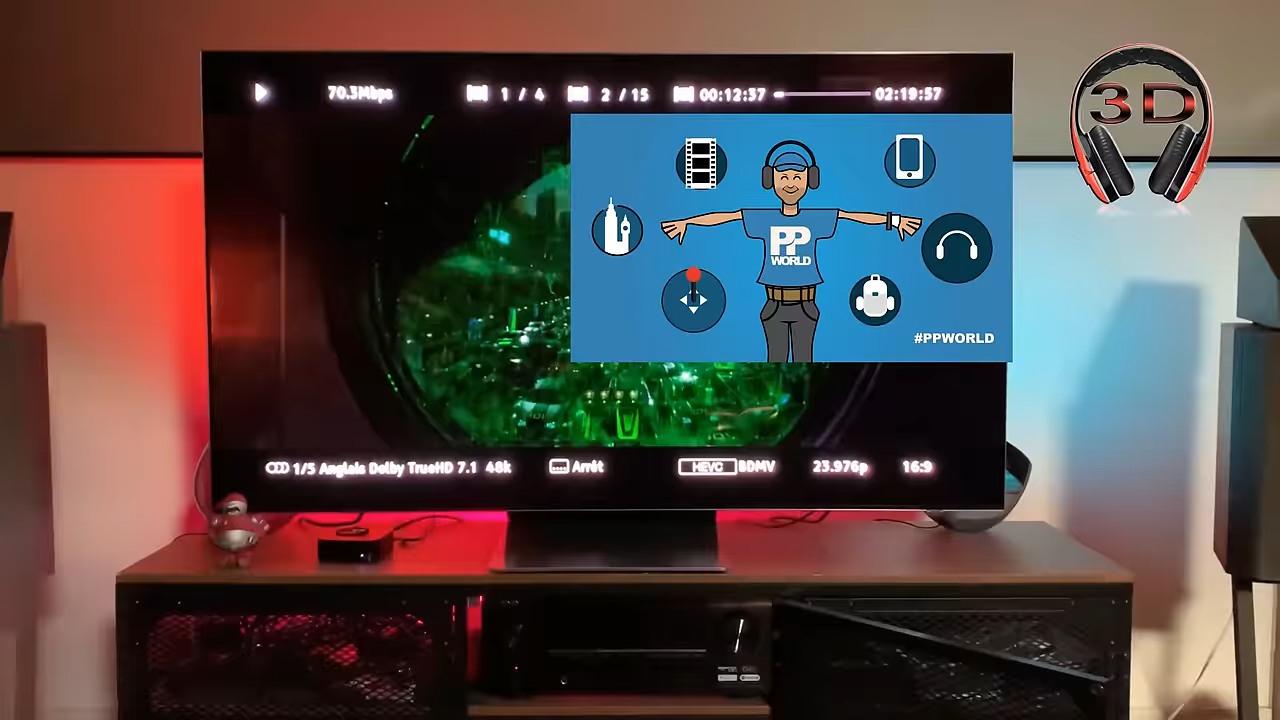 70.3Mbps 1 / 4 2 / 15 00:12:37 02:19:57
3D
PP
WORLD
#PPWORLD
1/5 Anglais Dolby TrueHD 7.1 48k Arrêt HEVC BDMV 23.976p 16:9